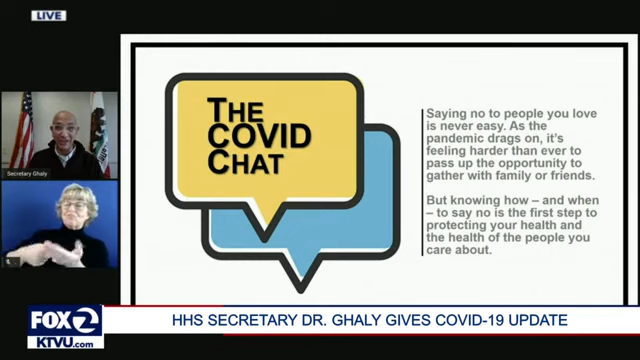 LIVE
THE
COVID
CHAT
Saying no to people you love
is never easy. As the
pandemic drags on, it's
feeling harder than ever to
pass up the opportunity to
gather with family or friends.
But knowing how – and when
– to say no is the first step to
protecting your health and
the health of the people you
care about.
Secretary Ghaly
FOX 2
KTVU.com
HHS SECRETARY DR. GHALY GIVES COVID-19 UPDATE